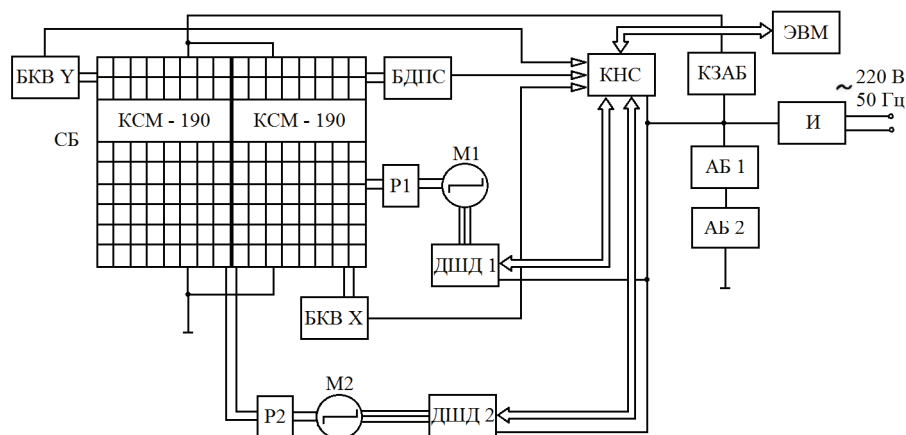 ЭВМ
БКВ Y
БДПС
КНС
КЗАБ
~ 220 В
50 Гц
КСМ - 190
КСМ - 190
И
СБ
М1
Р1
АБ 1
АБ 2
ДШД 1
БКВ X
М2
Р2
ДШД 2